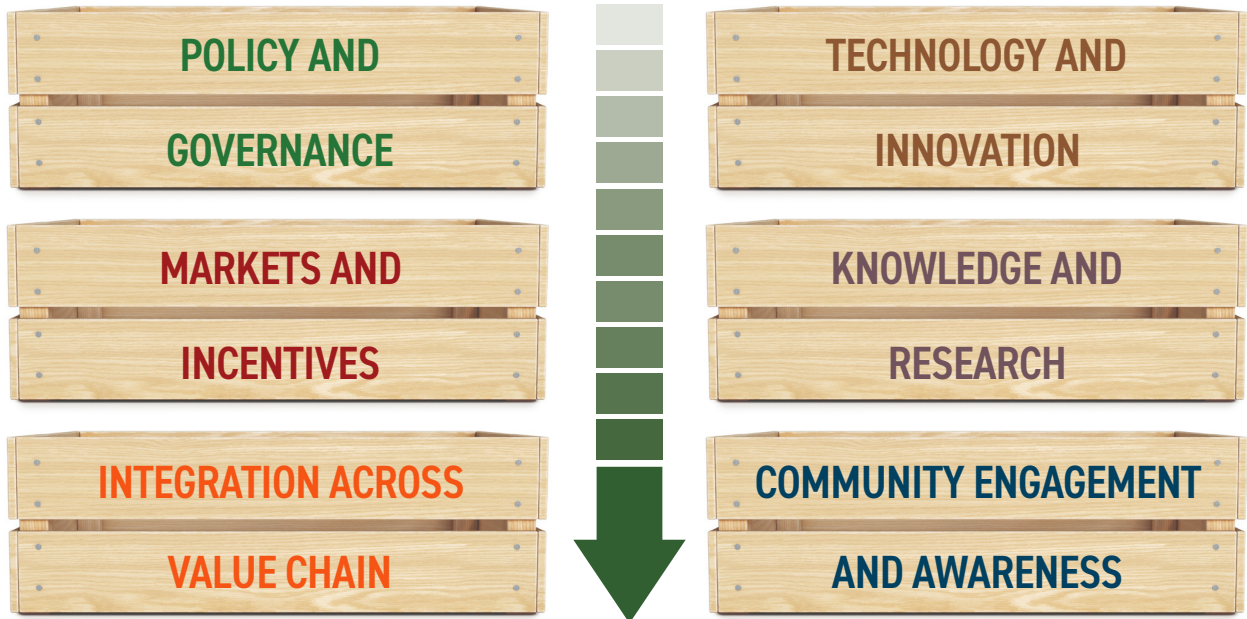 POLICY AND
GOVERNANCE
TECHNOLOGY AND
INNOVATION
MARKETS AND
INCENTIVES
KNOWLEDGE AND
RESEARCH
INTEGRATION ACROSS
VALUE CHAIN
COMMUNITY ENGAGEMENT
AND AWARENESS